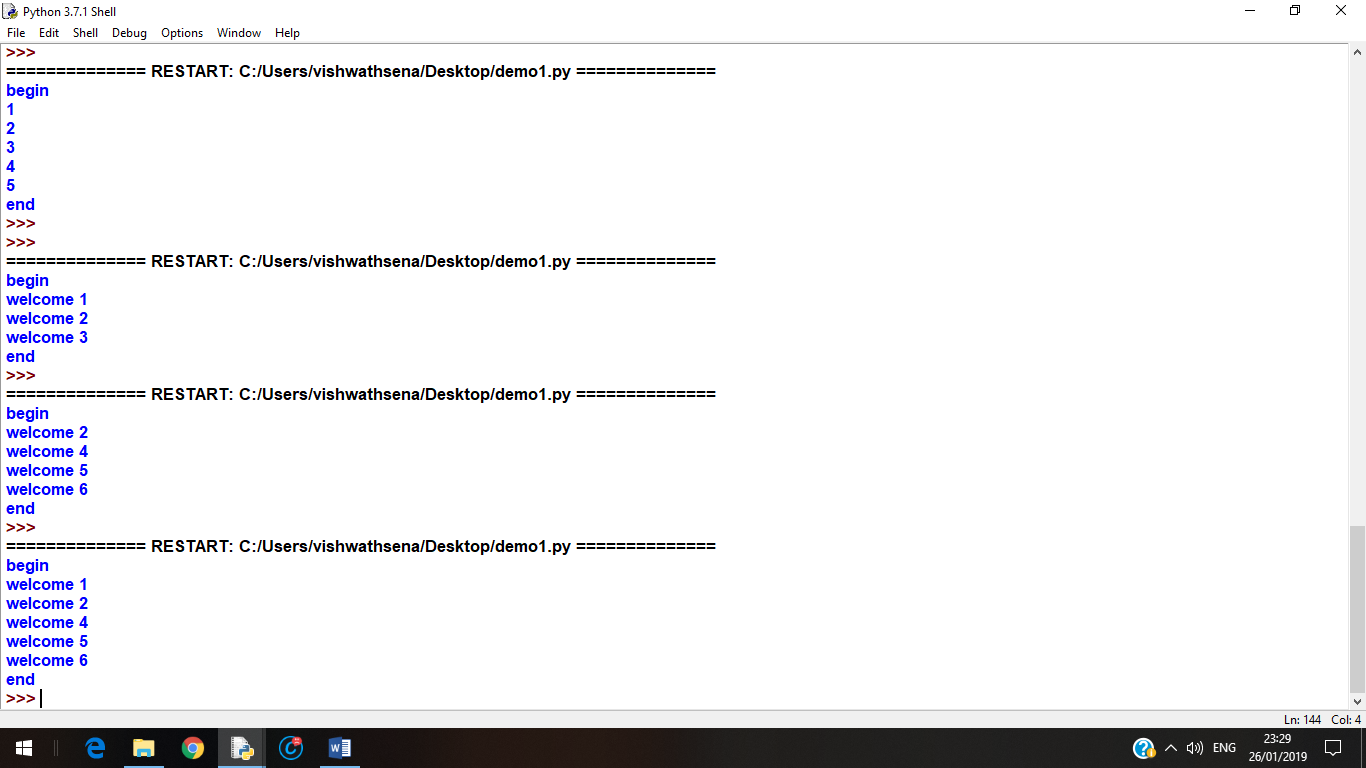 Python 3.7.1 Shell
File Edit Shell Debug Options Window Help
>>>
============== RESTART: C:/Users/vishwathsena/Desktop/demo1.py ==============
begin
1
2
3
4
5
end
>>>
>>>
============== RESTART: C:/Users/vishwathsena/Desktop/demo1.py ==============
begin
welcome 1
welcome 2
welcome 3
end
>>>
============== RESTART: C:/Users/vishwathsena/Desktop/demo1.py ==============
begin
welcome 2
welcome 4
welcome 5
welcome 6
end
>>>
============== RESTART: C:/Users/vishwathsena/Desktop/demo1.py ==============
begin
welcome 1
welcome 2
welcome 4
welcome 5
welcome 6
end
>>>
Ln: 144 Col: 4
ENG
23:29
26/01/2019